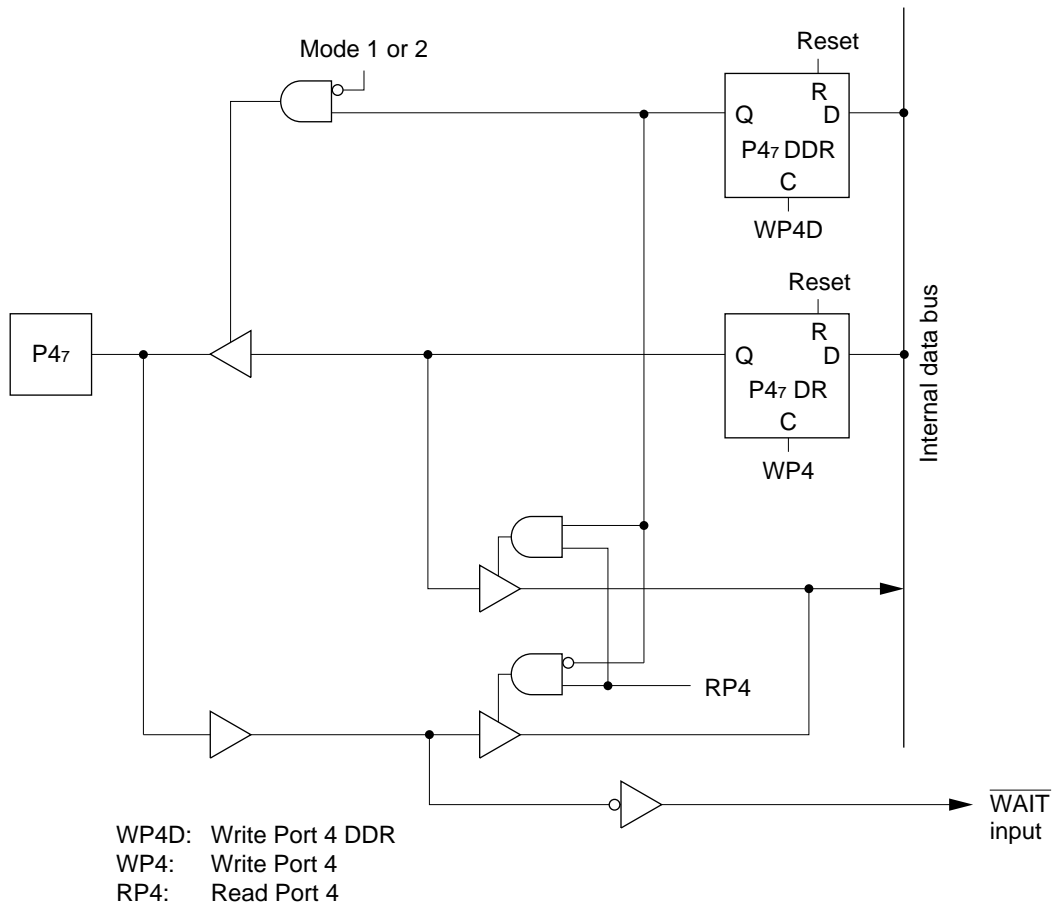 Mode 1 or 2
Reset
R
Q D
P47 DDR
C
WP4D
Reset
R
P47
Q D
P47 DR
C
WP4
Internal data bus
RP4
WAIT
input
WP4D: Write Port 4 DDR
WP4: Write Port 4
RP4: Read Port 4